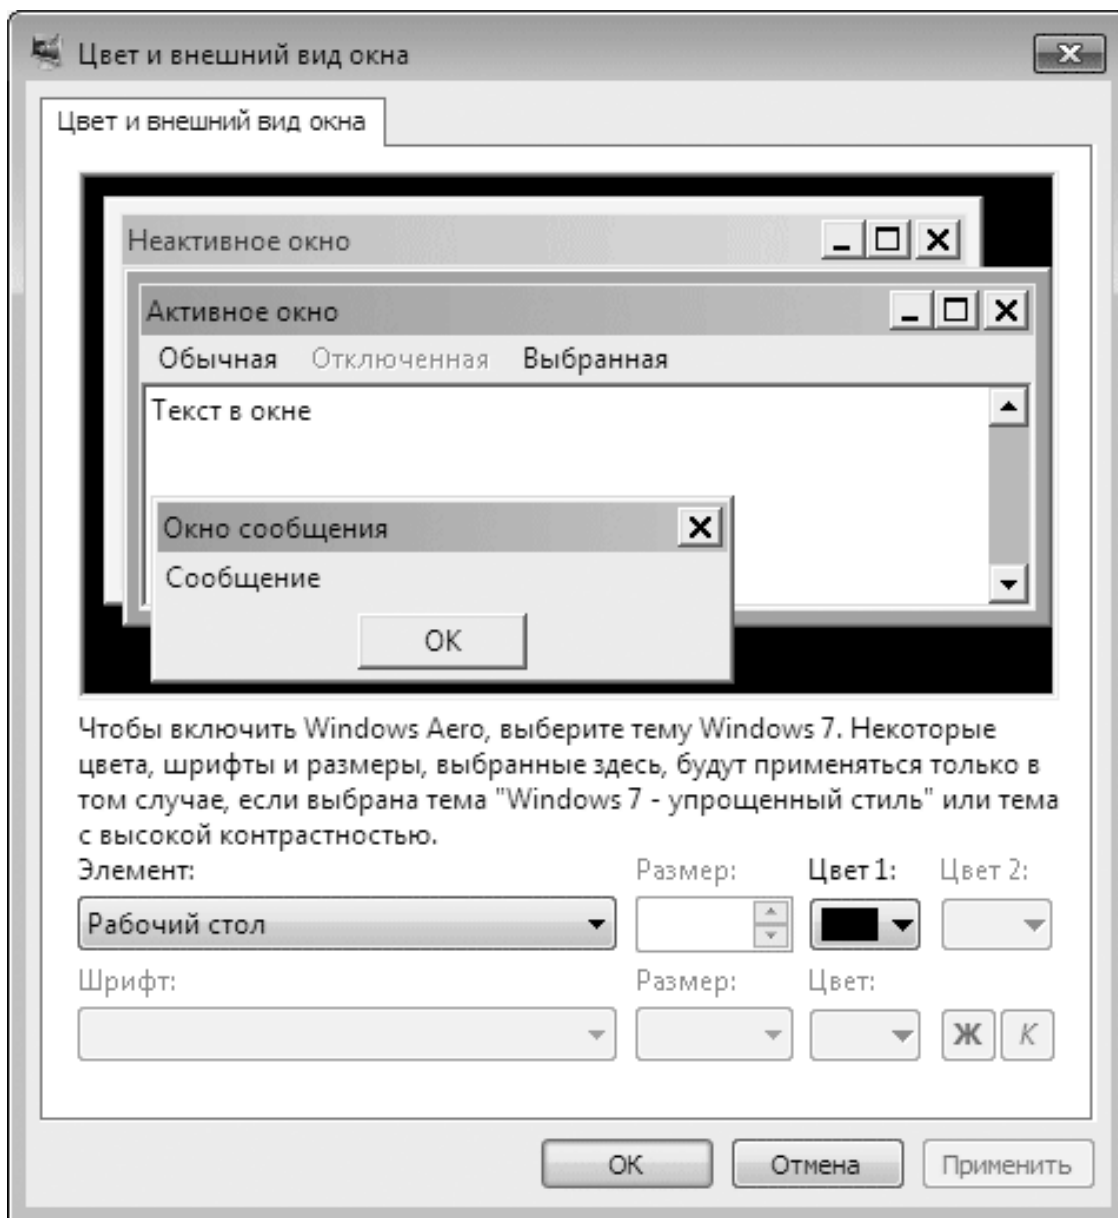 Цвет и внешний вид окна
Цвет и внешний вид окна
Неактивное окно
Активное окно
Обычная Отключенная Выбранная
Текст в окне
Окно сообщения
Сообщение
OK
Чтобы включить Windows Aero, выберите тему Windows 7. Некоторые
цвета, шрифты и размеры, выбранные здесь, будут применяться только в
том случае, если выбрана тема "Windows 7 - упрощенный стиль" или тема
с высокой контрастностью.
Элемент: Размер: Цвет 1: Цвет 2:
Рабочий стол
Шрифт: Размер: Цвет:
Ж К
OK Отмена Применить